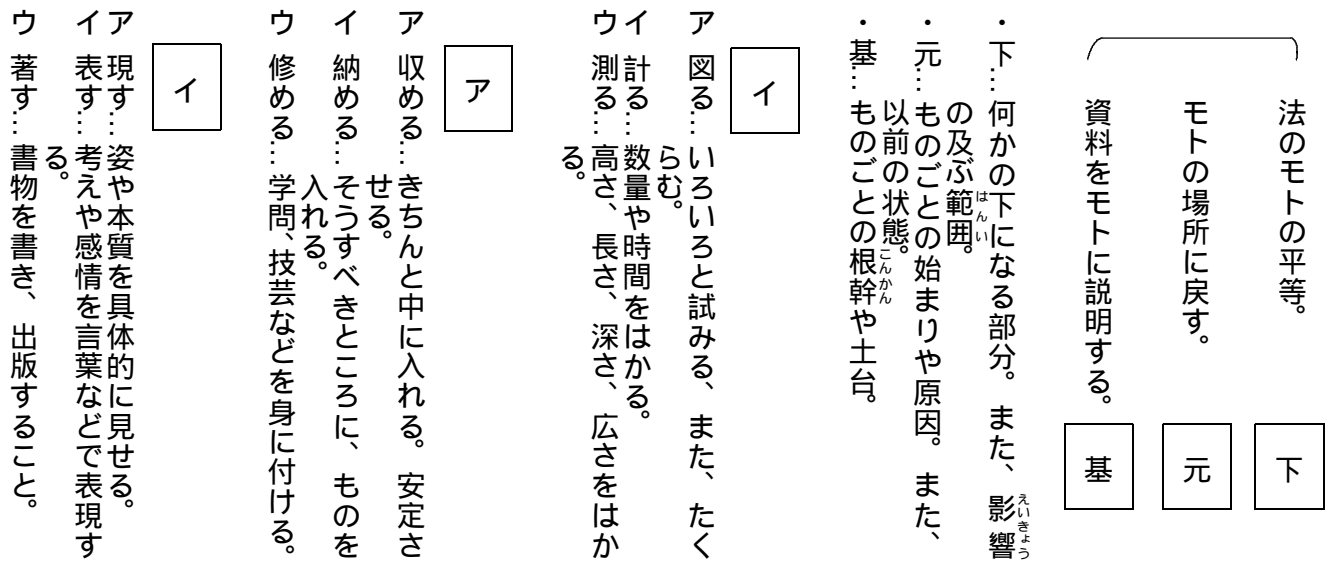 法のモトの平等。 下
モトの場所に戻す。 元
資料をモトに説明する。 基
・下… 何かの下になる部分。また、影響
の及ぶ範囲。
・元… ものごとの始まりや原因。また、
以前の状態。
・基… ものごとの根幹や土台。
イ
ア 図る… いろいろと試みる、また、たく
らむ。
イ 計る… 数量や時間をはかる。
ウ 測る… 高さ、長さ、深さ、広さをはか
る。
ア
ア 収める… きちんと中に入れる。安定さ
せる。
イ 納める… そうすべきところに、ものを
入れる。
ウ 修める… 学問、技芸などを身に付ける。
イ
ア 現す… 姿や本質を具体的に見せる。
イ 表す… 考えや感情を言葉などで表現す
る。
ウ 著す… 書物を書き、出版すること。